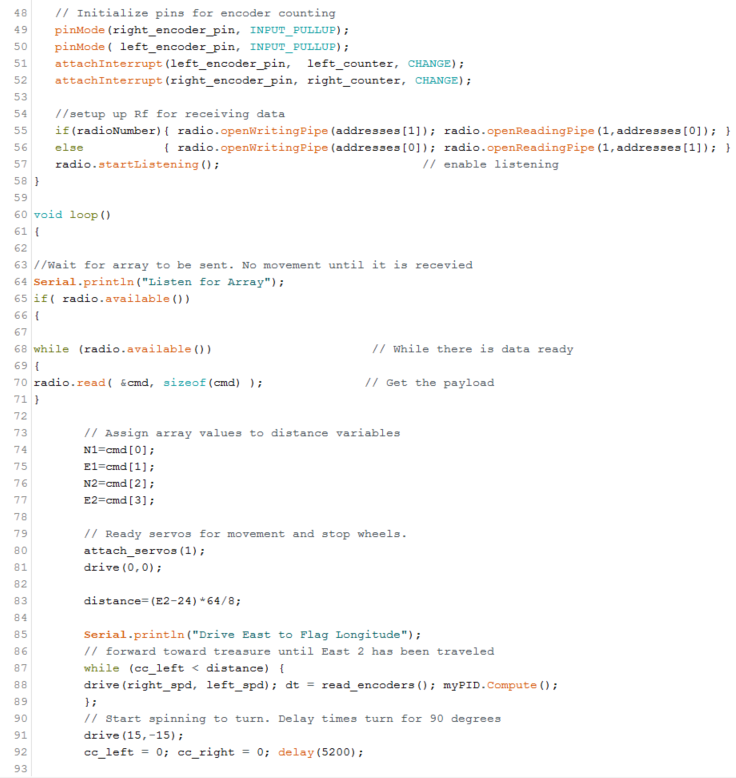 48 // Initialize pins for encoder counting
49 pinMode(right_encoder_pin, INPUT_PULLUP);
50 pinMode( left_encoder_pin, INPUT_PULLUP);
51 attachInterrupt(left_encoder_pin,  left_counter, CHANGE);
52 attachInterrupt(right_encoder_pin, right_counter, CHANGE);
53
54 //setup up Rf for receiving data
55 if(radioNumber){ radio.openWritingPipe(addresses[1]); radio.openReadingPipe(1,addresses[0]); }
56 else           { radio.openWritingPipe(addresses[0]); radio.openReadingPipe(1,addresses[1]); }
57 radio.startListening();                           // enable listening
58 }
59
60 void loop()
61 {
62
63 //Wait for array to be sent. No movement until it is recevied
64 Serial.println("Listen for Array");
65 if( radio.available())
66 {
67
68 while (radio.available())                      // While there is data ready
69 {
70 radio.read( &cmd, sizeof(cmd) );              // Get the payload
71 }
72
73 // Assign array values to distance variables
74 N1=cmd[0];
75 E1=cmd[1];
76 N2=cmd[2];
77 E2=cmd[3];
78
79 // Ready servos for movement and stop wheels.
80 attach_servos(1);
81 drive(0,0);
82
83 distance=(E2-24)*64/8;
84
85 Serial.println("Drive East to Flag Longitude");
86 // forward toward treasure until East 2 has been traveled
87 while (cc_left < distance) {
88 drive(right_spd, left_spd); dt = read_encoders(); myPID.Compute();
89 };
90 // Start spinning to turn. Delay times turn for 90 degrees
91 drive(15,-15);
92 cc_left = 0; cc_right = 0; delay(5200);
93